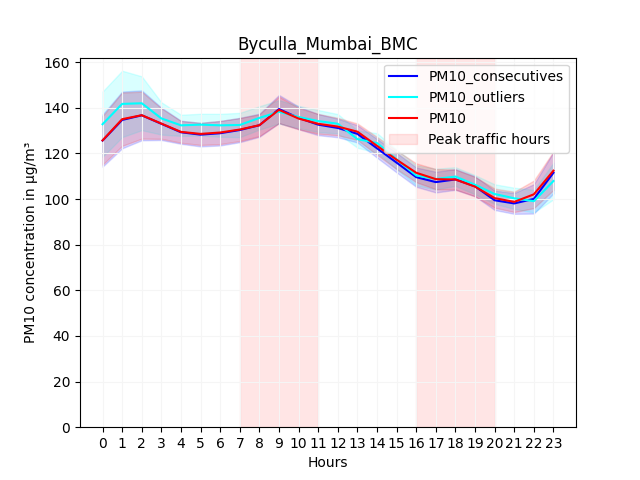 Byculla_Mumbai_BMC
PM10 concentration in µg/m³
160
140
120
100
80
60
40
20
0
PM10_consecutives
PM10_outliers
PM10
Peak traffic hours
0 1 2 3 4 5 6 7 8 9 10 11 12 13 14 15 16 17 18 19 20 21 22 23
Hours